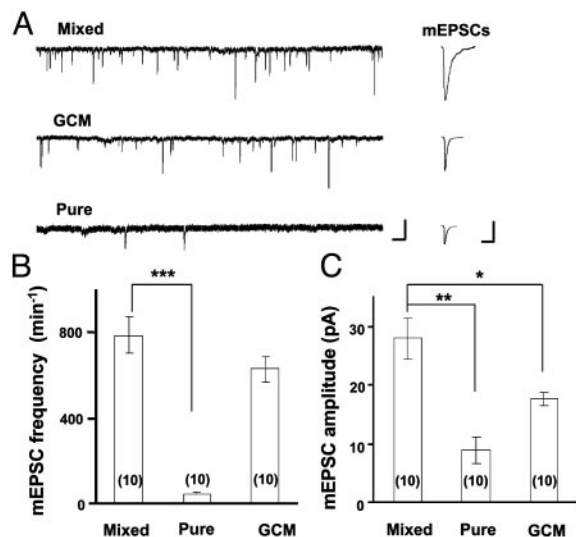 A
Mixed
mEPSCs
GCM
Pure
B
mEPSC frequency (min⁻¹)
800
400
0
***
(10)
(10)
(10)
Mixed
Pure
GCM
C
mEPSC amplitude (pA)
30
20
10
0
*
**
(10)
(10)
(10)
Mixed
Pure
GCM